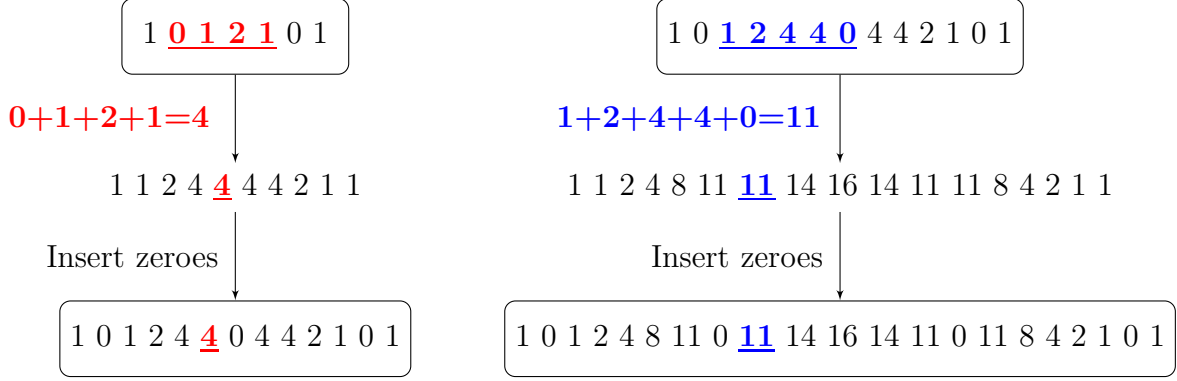 1 0 1 2 1 0 1
1 0 1 2 4 4 0 4 4 2 1 0 1
0+1+2+1=4
1+2+4+4+0=11
1 1 2 4 4 4 4 2 1 1
1 1 2 4 8 11 11 14 16 14 11 11 8 4 2 1 1
Insert zeroes
Insert zeroes
1 0 1 2 4 4 0 4 4 2 1 0 1
1 0 1 2 4 8 11 0 11 14 16 14 11 0 11 8 4 2 1 0 1